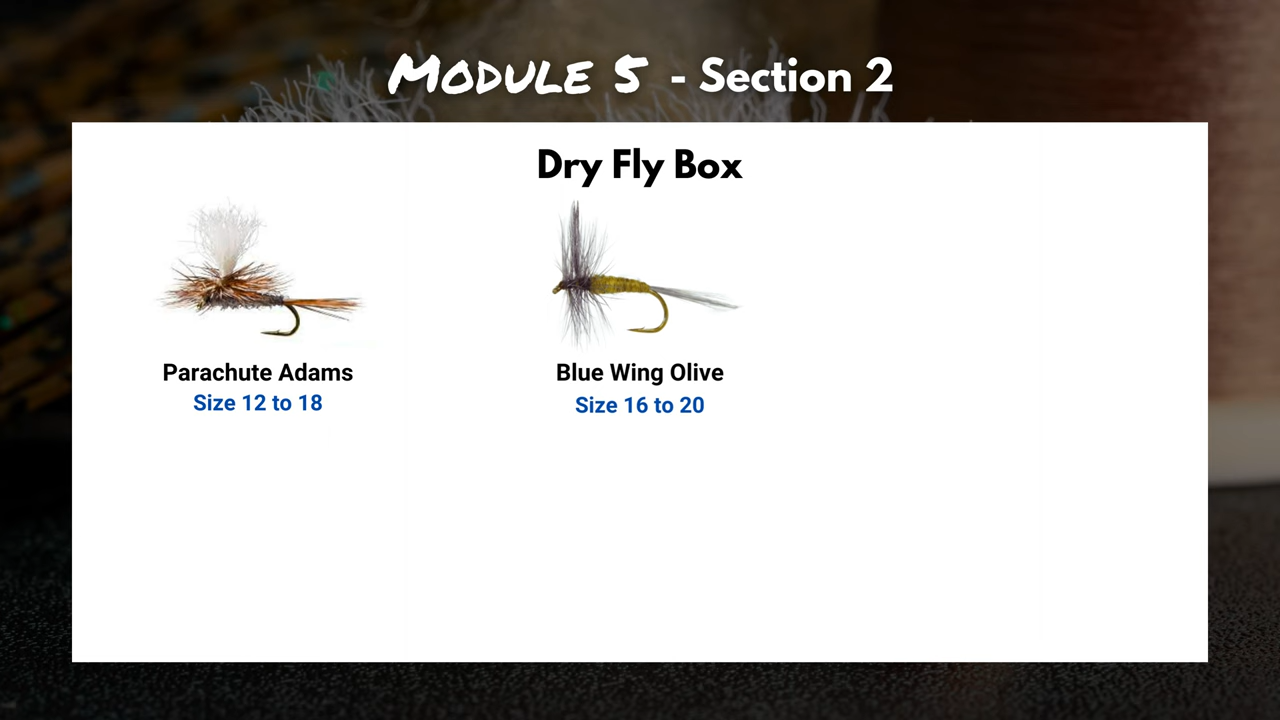 Module 5 - Section 2
Dry Fly Box
Parachute Adams
Size 12 to 18
Blue Wing Olive
Size 16 to 20